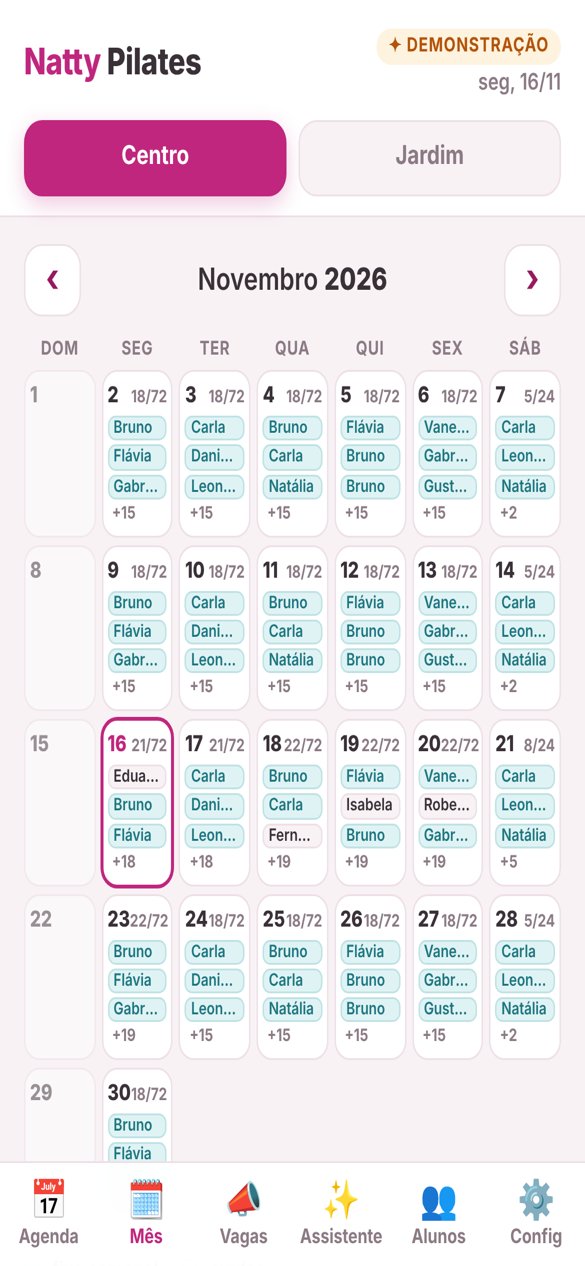 Natty Pilates
✦ DEMONSTRAÇÃO
seg, 16/11
Centro
Jardim
‹
Novembro 2026
›
DOM SEG TER QUA QUI SEX SÁB
1
2 18/72
Bruno
Flávia
Gabr...
+15
3 18/72
Carla
Dani...
Leon...
+15
4 18/72
Bruno
Carla
Natália
+15
5 18/72
Flávia
Bruno
Bruno
+15
6 18/72
Vane...
Gabr...
Gust...
+15
7 5/24
Carla
Leon...
Natália
+2
8
9 18/72
Bruno
Flávia
Gabr...
+15
10 18/72
Carla
Dani...
Leon...
+15
11 18/72
Bruno
Carla
Natália
+15
12 18/72
Flávia
Bruno
Bruno
+15
13 18/72
Vane...
Gabr...
Gust...
+15
14 5/24
Carla
Leon...
Natália
+2
15
16 21/72
Edua...
Bruno
Flávia
+18
17 21/72
Carla
Dani...
Leon...
+18
18 22/72
Bruno
Carla
Fern...
+19
19 22/72
Flávia
Isabela
Bruno
+19
20 22/72
Vane...
Robe...
Gabr...
+19
21 8/24
Carla
Leon...
Natália
+5
22
23 22/72
Bruno
Flávia
Gabr...
+19
24 18/72
Carla
Dani...
Leon...
+15
25 18/72
Bruno
Carla
Natália
+15
26 18/72
Flávia
Bruno
Bruno
+15
27 18/72
Vane...
Gabr...
Gust...
+15
28 5/24
Carla
Leon...
Natália
+2
29
30 18/72
Bruno
Flávia
July
17
Agenda
Mês
Vagas
Assistente
Alunos
Config